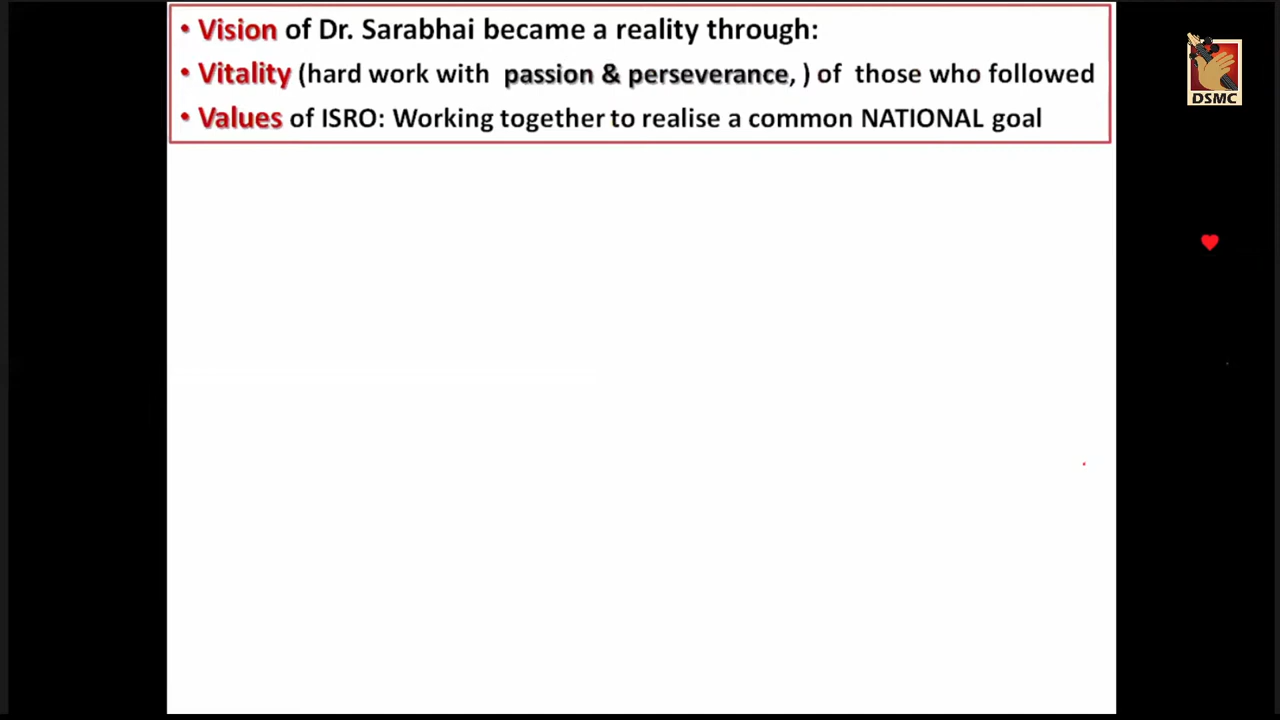 • Vision of Dr. Sarabhai became a reality through:
• Vitality (hard work with passion & perseverance, ) of those who followed
• Values of ISRO: Working together to realise a common NATIONAL goal
DSMC